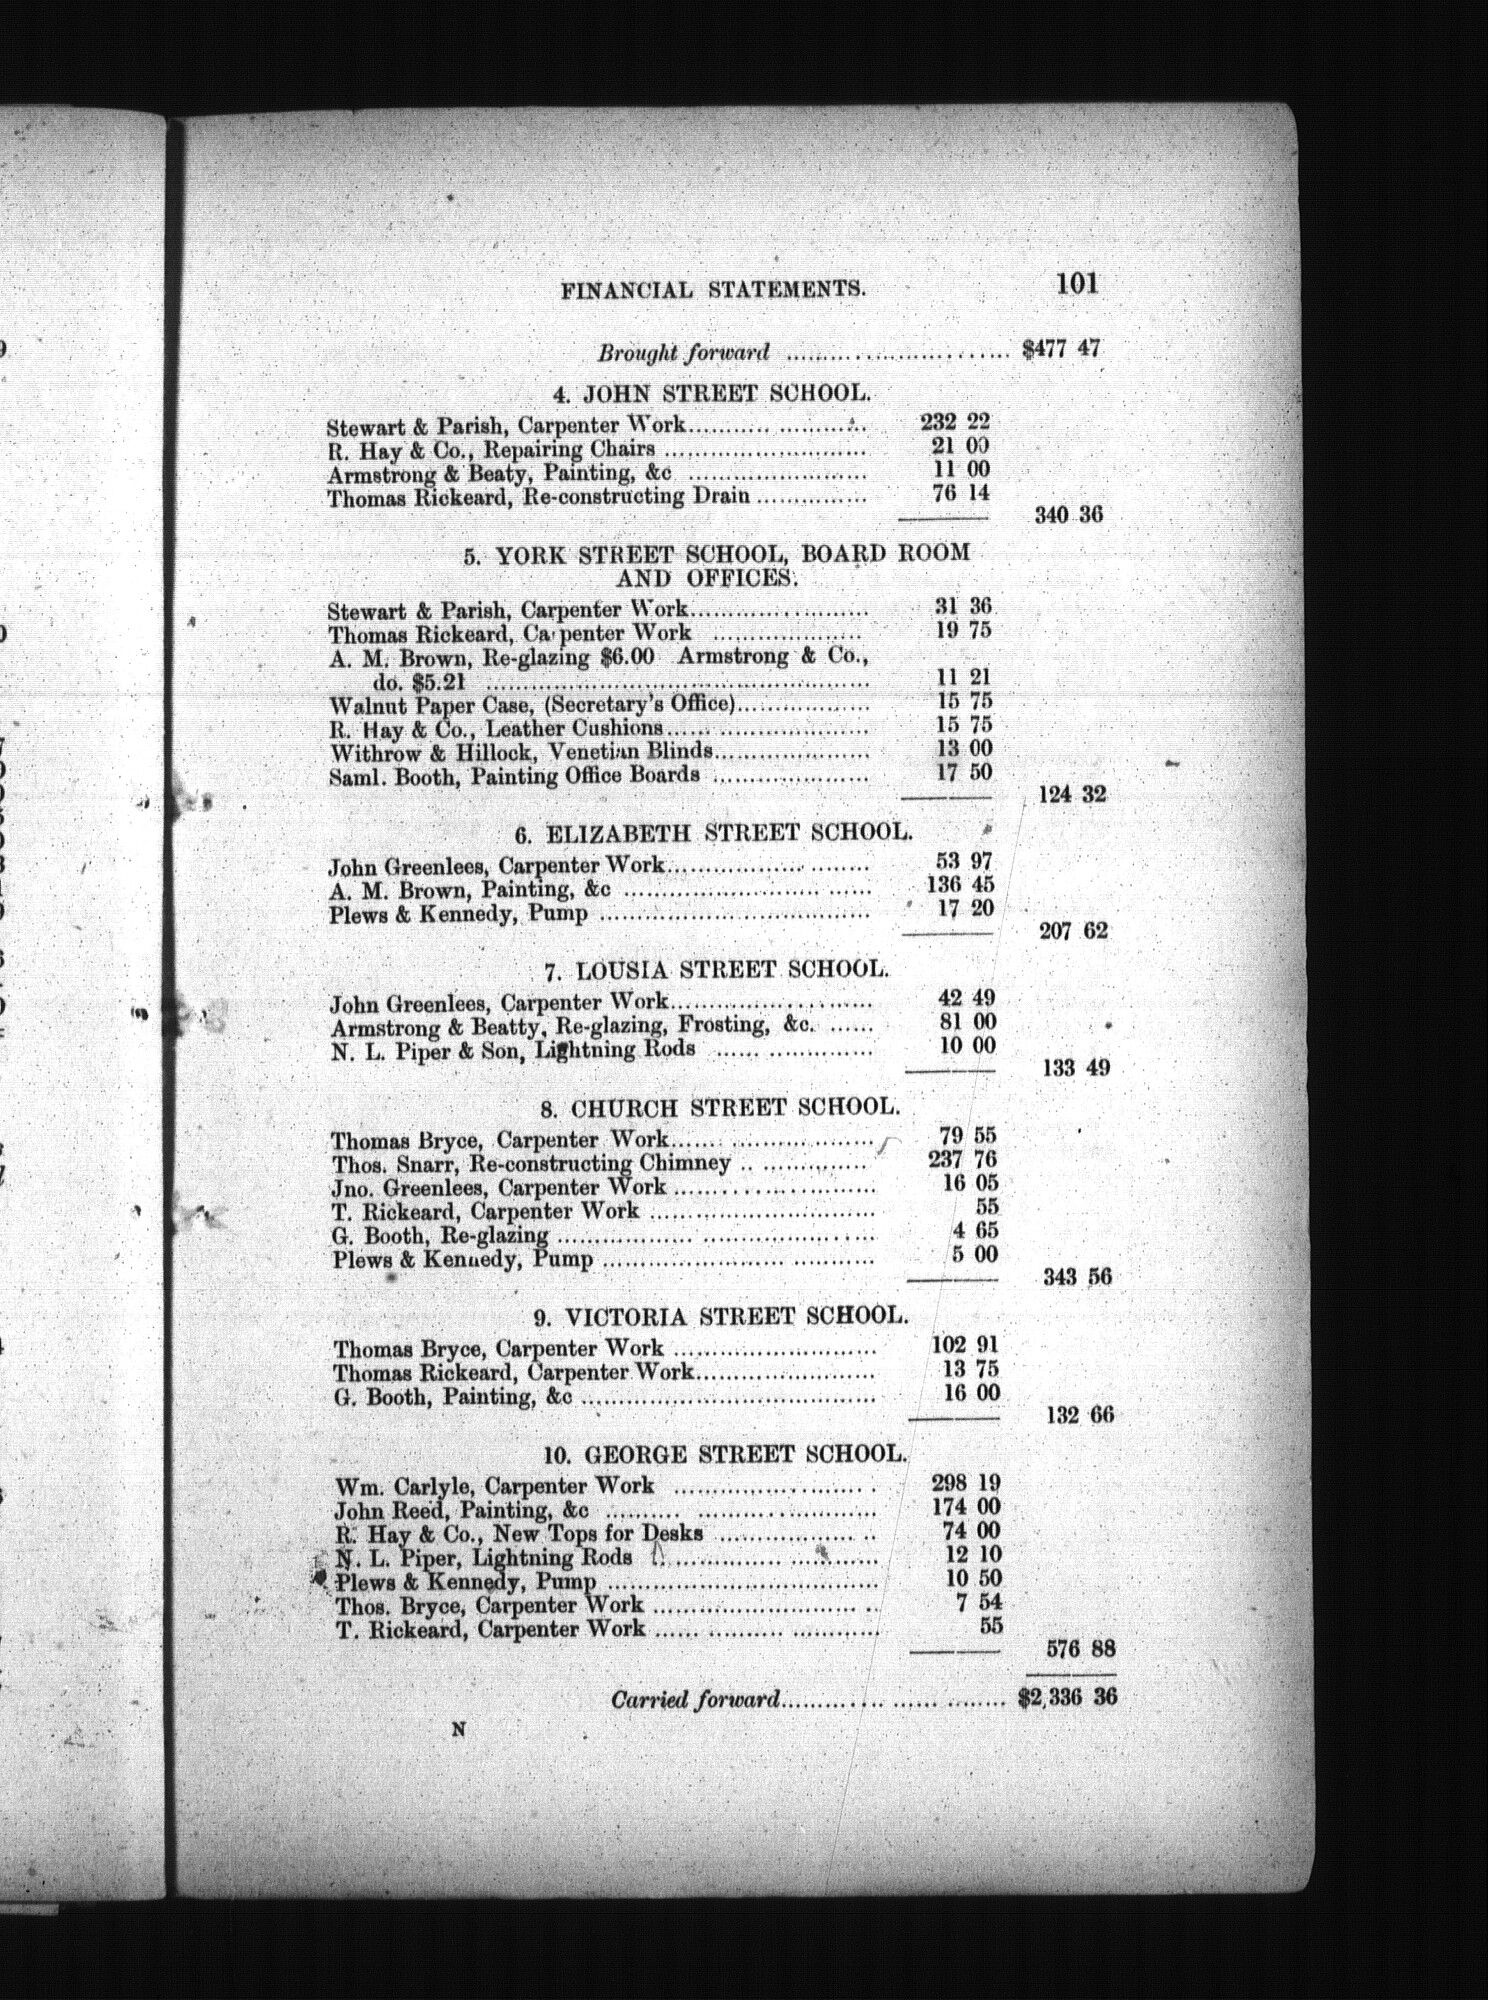 FINANCIAL STATEMENTS. 101
Brought forward ........................... $477 47
4. JOHN STREET SCHOOL.
Stewart & Parish, Carpenter Work........... ............ 232 22
R. Hay & Co., Repairing Chairs ........................... 21 00
Armstrong & Beaty, Painting, &c ........................ 11 00
Thomas Rickeard, Re-constructing Drain ............... 76 14
340 36
5. YORK STREET SCHOOL, BOARD ROOM
AND OFFICES.
Stewart & Parish, Carpenter Work........................ 31 36
Thomas Rickeard, Carpenter Work .................... 19 75
A. M. Brown, Re-glazing $6.00 Armstrong & Co.,
do. $5.21 .................................................... 11 21
Walnut Paper Case, (Secretary's Office).................. 15 75
R. Hay & Co., Leather Cushions........................... 15 75
Withrow & Hillock, Venetian Blinds..................... 13 00
Saml. Booth, Painting Office Boards ..................... 17 50
124 32
6. ELIZABETH STREET SCHOOL.
John Greenlees, Carpenter Work........................... 53 97
A. M. Brown, Painting, &c ................................. 136 45
Plews & Kennedy, Pump .................................... 17 20
207 62
7. LOUSIA STREET SCHOOL.
John Greenlees, Carpenter Work........................... 42 49
Armstrong & Beatty, Re-glazing, Frosting, &c. ...... 81 00
N. L. Piper & Son, Lightning Rods ...... .............. 10 00
133 49
8. CHURCH STREET SCHOOL.
Thomas Bryce, Carpenter Work........................... 79 55
Thos. Snarr, Re-constructing Chimney .. .............. 237 76
Jno. Greenlees, Carpenter Work ........................... 16 05
T. Rickeard, Carpenter Work .............................. 55
G. Booth, Re-glazing .......................................... 4 65
Plews & Kennedy, Pump .................................... 5 00
343 56
9. VICTORIA STREET SCHOOL.
Thomas Bryce, Carpenter Work ........................... 102 91
Thomas Rickeard, Carpenter Work........................ 13 75
G. Booth, Painting, &c ....................................... 16 00
132 66
10. GEORGE STREET SCHOOL.
Wm. Carlyle, Carpenter Work ........................... 298 19
John Reed, Painting, &c .................................... 174 00
R. Hay & Co., New Tops for Desks ..................... 74 00
N. L. Piper, Lightning Rods .............................. 12 10
Plews & Kennedy, Pump .................................... 10 50
Thos. Bryce, Carpenter Work .............................. 7 54
T. Rickeard, Carpenter Work .............................. 55
576 88
Carried forward.............................. $2,336 36
N